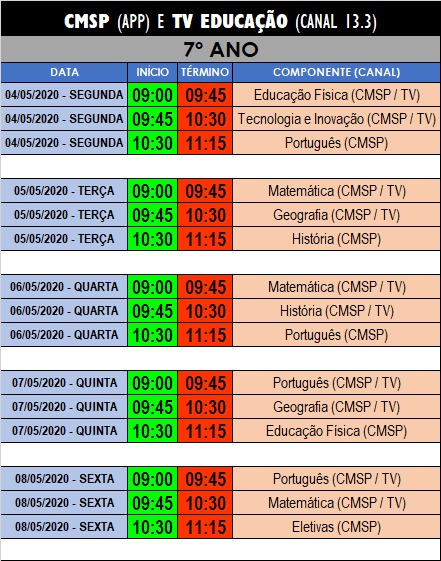 CMSP (APP) E TV EDUCAÇÃO (CANAL 13.3)
7º ANO
DATA INÍCIO TÉRMINO COMPONENTE (CANAL)
04/05/2020 - SEGUNDA 09:00 09:45 Educação Física (CMSP / TV)
04/05/2020 - SEGUNDA 09:45 10:30 Tecnologia e Inovação (CMSP / TV)
04/05/2020 - SEGUNDA 10:30 11:15 Português (CMSP)
05/05/2020 - TERÇA 09:00 09:45 Matemática (CMSP / TV)
05/05/2020 - TERÇA 09:45 10:30 Geografia (CMSP / TV)
05/05/2020 - TERÇA 10:30 11:15 História (CMSP)
06/05/2020 - QUARTA 09:00 09:45 Matemática (CMSP / TV)
06/05/2020 - QUARTA 09:45 10:30 História (CMSP / TV)
06/05/2020 - QUARTA 10:30 11:15 Português (CMSP)
07/05/2020 - QUINTA 09:00 09:45 Português (CMSP / TV)
07/05/2020 - QUINTA 09:45 10:30 Geografia (CMSP / TV)
07/05/2020 - QUINTA 10:30 11:15 Educação Física (CMSP)
08/05/2020 - SEXTA 09:00 09:45 Português (CMSP / TV)
08/05/2020 - SEXTA 09:45 10:30 Matemática (CMSP / TV)
08/05/2020 - SEXTA 10:30 11:15 Eletivas (CMSP)